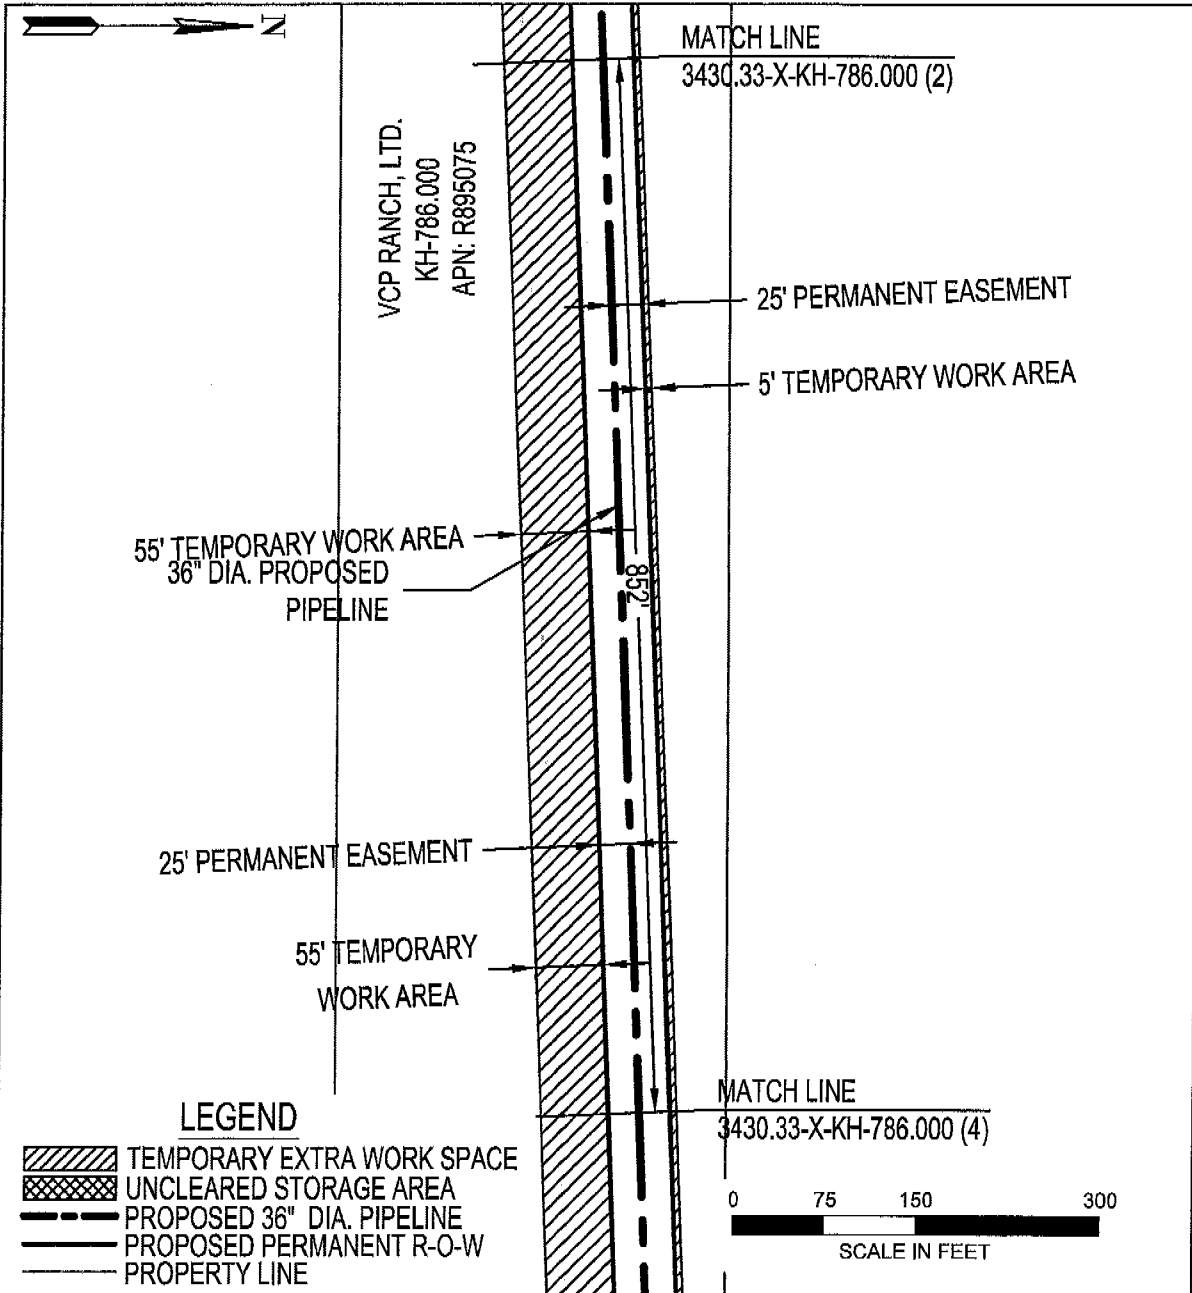 N
MATCH LINE
3430.33-X-KH-786.000 (2)
VCP RANCH, LTD.
KH-786.000
APN: R895075
25' PERMANENT EASEMENT
5' TEMPORARY WORK AREA
55' TEMPORARY WORK AREA
36" DIA. PROPOSED
PIPELINE
852'
25' PERMANENT EASEMENT
55' TEMPORARY
WORK AREA
MATCH LINE
3430.33-X-KH-786.000 (4)
LEGEND
TEMPORARY EXTRA WORK SPACE
UNCLEARED STORAGE AREA
PROPOSED 36" DIA. PIPELINE
PROPOSED PERMANENT R-O-W
PROPERTY LINE
0 75 150 300
SCALE IN FEET